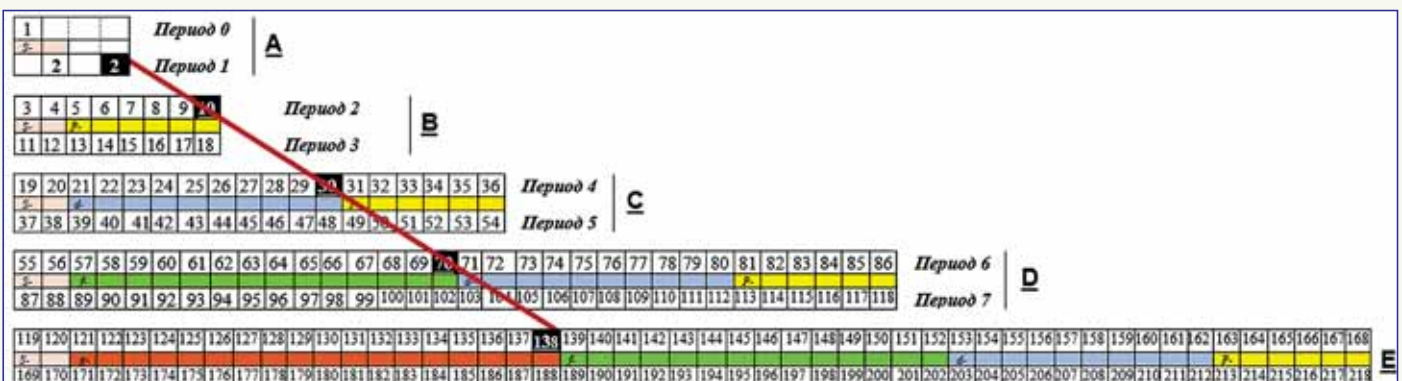 1 Период 0
s- A
2 2 Период 1
3 4 5 6 7 8 9 10 Период 2
s- p- B
11 12 13 14 15 16 17 18 Период 3
19 20 21 22 23 24 25 26 27 28 29 30 31 32 33 34 35 36 Период 4
s- C
37 38 39 40 41 42 43 44 45 46 47 48 49 50 51 52 53 54 Период 5
55 56 57 58 59 60 61 62 63 64 65 66 67 68 69 70 71 72 73 74 75 76 77 78 79 80 81 82 83 84 85 86 Период 6
s- p- D
87 88 89 90 91 92 93 94 95 96 97 98 99 100 101 102 103 104 105 106 107 108 109 110 111 112 113 114 115 116 117 118 Период 7
119 120 121 122 123 124 125 126 127 128 129 130 131 132 133 134 135 136 137 138 139 140 141 142 143 144 145 146 147 148 149 150 151 152 153 154 155 156 157 158 159 160 161 162 163 164 165 166 167 168
s- p- E
169 170 171 172 173 174 175 176 177 178 179 180 181 182 183 184 185 186 187 188 189 190 191 192 193 194 195 196 197 198 199 200 201 202 203 204 205 206 207 208 209 210 211 212 213 214 215 216 217 218